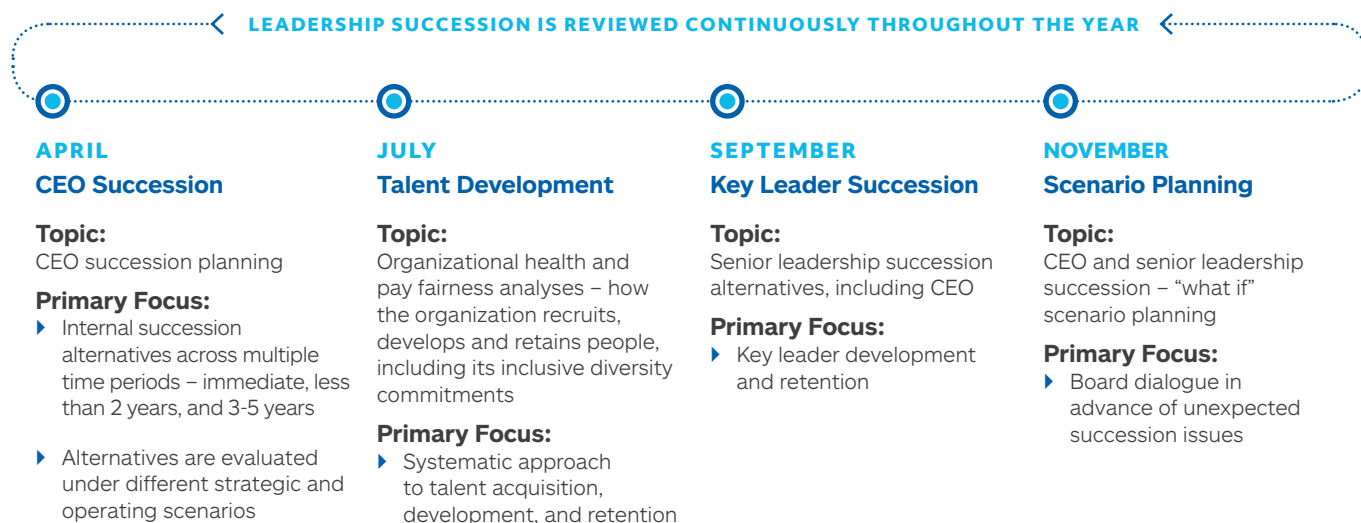 LEADERSHIP SUCCESSION IS REVIEWED CONTINUOUSLY THROUGHOUT THE YEAR
APRIL
CEO Succession
Topic:
CEO succession planning
Primary Focus:
Internal succession
alternatives across multiple
time periods – immediate, less
than 2 years, and 3-5 years
Alternatives are evaluated
under different strategic and
operating scenarios
JULY
Talent Development
Topic:
Organizational health and
pay fairness analyses – how
the organization recruits,
develops and retains people,
including its inclusive diversity
commitments
Primary Focus:
Systematic approach
to talent acquisition,
development, and retention
SEPTEMBER
Key Leader Succession
Topic:
Senior leadership succession
alternatives, including CEO
Primary Focus:
Key leader development
and retention
NOVEMBER
Scenario Planning
Topic:
CEO and senior leadership
succession – “what if”
scenario planning
Primary Focus:
Board dialogue in
advance of unexpected
succession issues